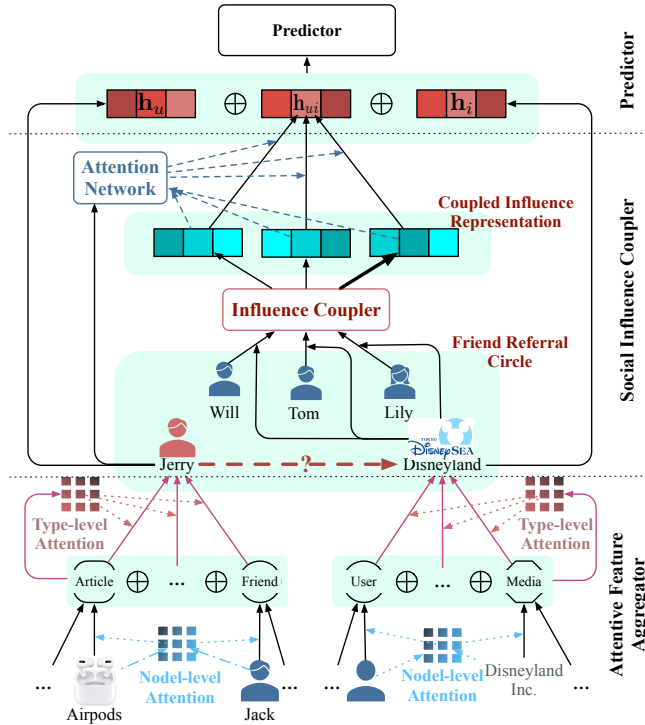 Predictor
h_u ⊕ h_ui ⊕ h_i
Predictor
Attention
Network
Coupled Influence
Representation
Influence Coupler
Friend Referral
Circle
Social Influence Coupler
Will
Tom
Lily
TOKYO
DISNEYSEA
Jerry
?
Disneyland
Type-level
Attention
Type-level
Attention
Article ⊕ ... ⊕ Friend
User ⊕ ... ⊕ Media
Attentive Feature
Aggregator
... Nodel-level
Attention ... ... Nodel-level
Attention
Disneyland
Inc. ...
Airpods
Jack